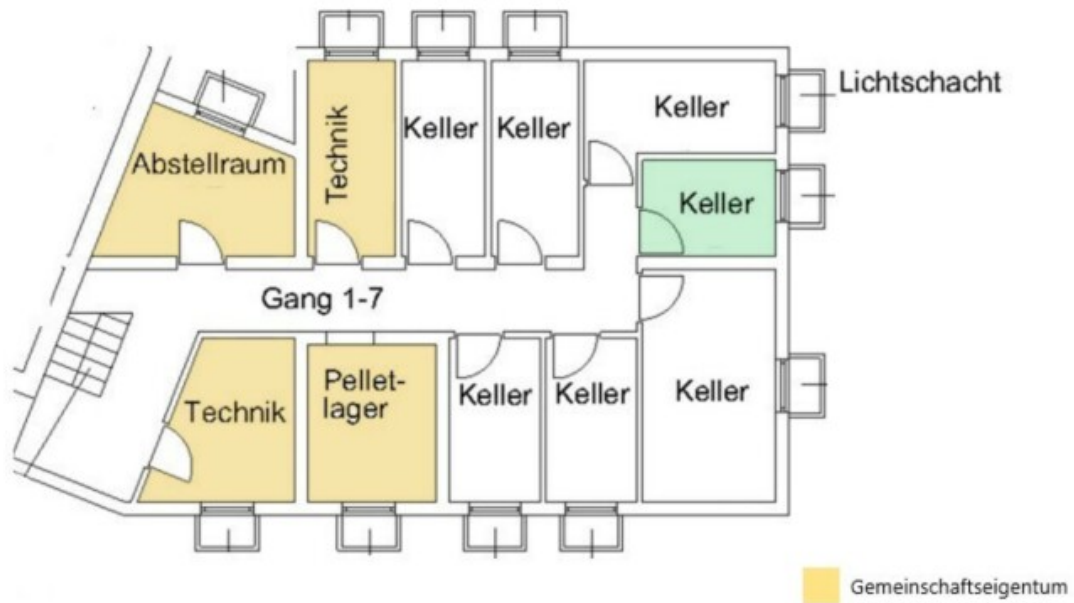 Lichtschacht
Keller
Abstellraum
Technik
Keller
Keller
Keller
Gang 1-7
Technik
Pellet-
lager
Keller
Keller
Keller
Gemeinschaftseigentum